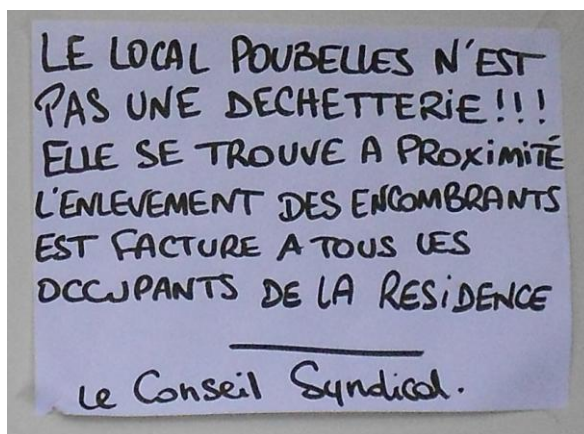 LE LOCAL POUBELLES N'EST
PAS UNE DECHETTERiE!!!
ELLE SE TROUVE A PROXiMiTÉ
L'ENLEVEMENT DES ENCOMBRANTS
EST FACTURE A TOUS LES
OCCUPANTS DE LA RESiDENCE
Le Conseil Syndical.